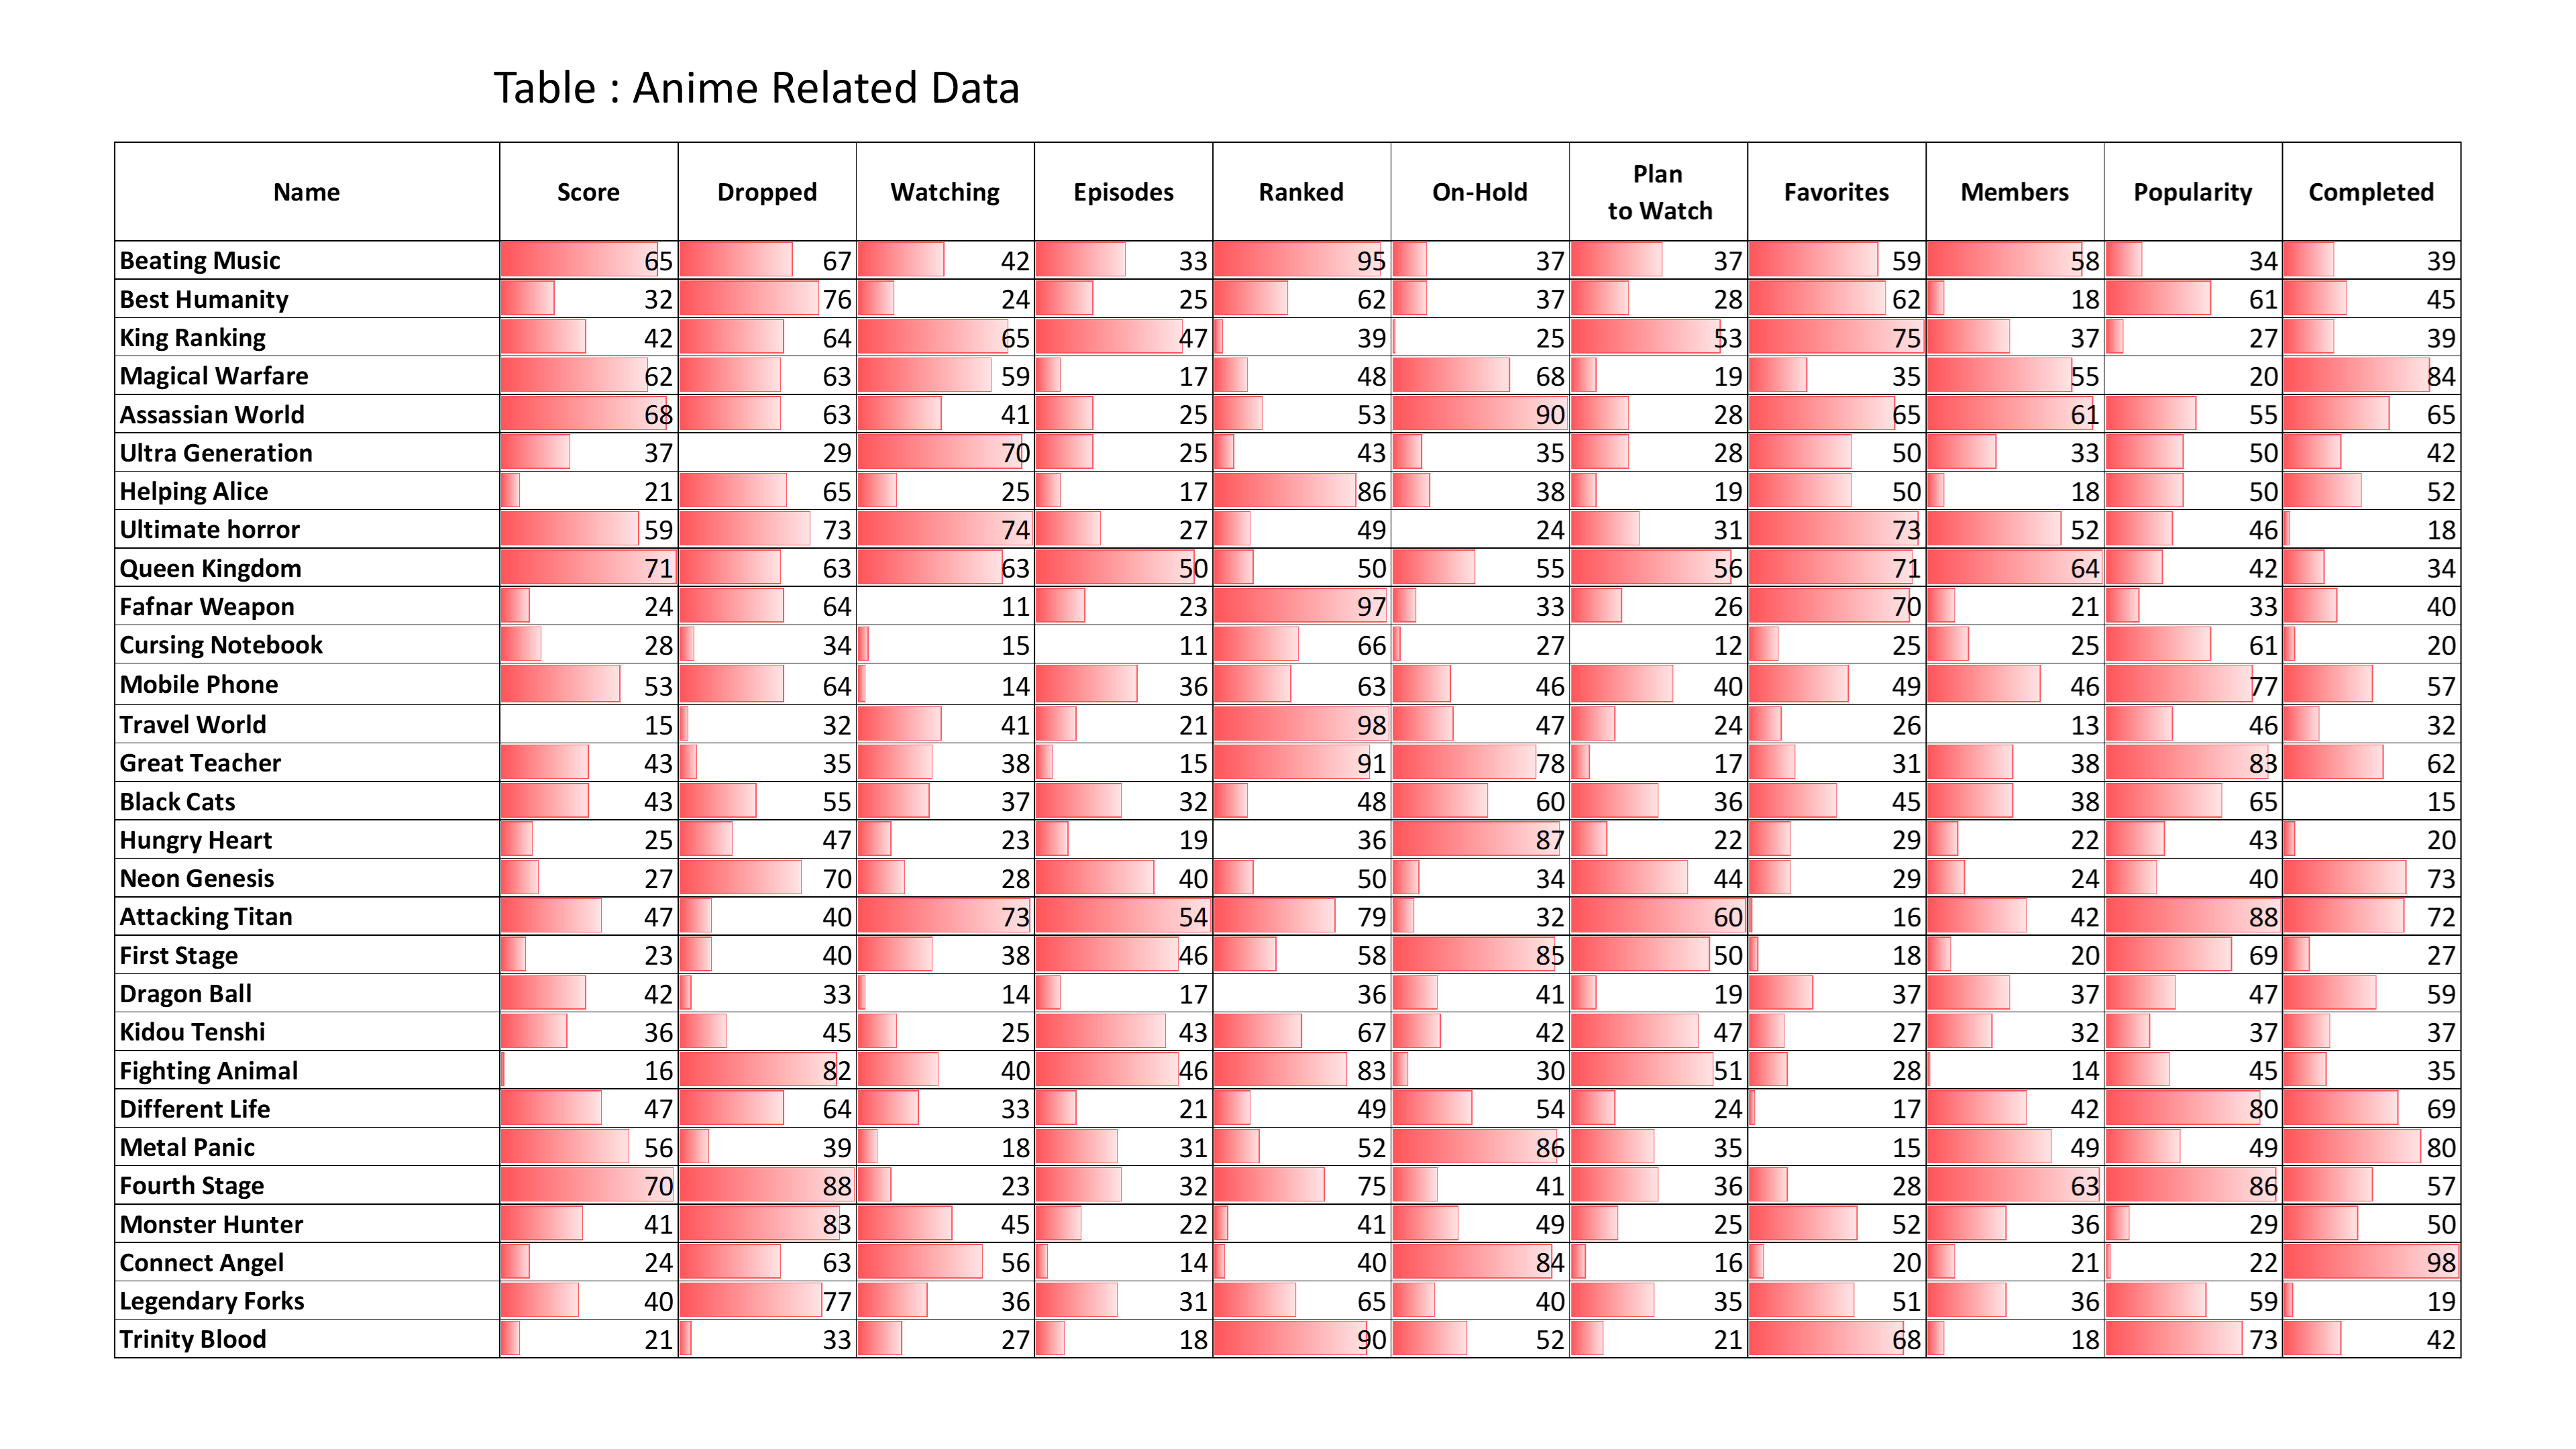 Table : Anime Related Data
Name Score Dropped Watching Episodes Ranked On-Hold Plan to Watch Favorites Members Popularity Completed
Beating Music 65 67 42 33 95 37 37 59 58 34 39
Best Humanity 32 76 24 25 62 37 28 62 18 61 45
King Ranking 42 64 65 47 39 25 53 75 37 27 39
Magical Warfare 62 63 59 17 48 68 19 35 55 20 84
Assassian World 68 63 41 25 53 90 28 65 61 55 65
Ultra Generation 37 29 70 25 43 35 28 50 33 50 42
Helping Alice 21 65 25 17 86 38 19 50 18 50 52
Ultimate horror 59 73 74 27 49 24 31 73 52 46 18
Queen Kingdom 71 63 63 50 50 55 56 71 64 42 34
Fafnar Weapon 24 64 11 23 97 33 26 70 21 33 40
Cursing Notebook 28 34 15 11 66 27 12 25 25 61 20
Mobile Phone 53 64 14 36 63 46 40 49 46 77 57
Travel World 15 32 41 21 98 47 24 26 13 46 32
Great Teacher 43 35 38 15 91 78 17 31 38 83 62
Black Cats 43 55 37 32 48 60 36 45 38 65 15
Hungry Heart 25 47 23 19 36 87 22 29 22 43 20
Neon Genesis 27 70 28 40 50 34 44 29 24 40 73
Attacking Titan 47 40 73 54 79 32 60 16 42 88 72
First Stage 23 40 38 46 58 85 50 18 20 69 27
Dragon Ball 42 33 14 17 36 41 19 37 37 47 59
Kidou Tenshi 36 45 25 43 67 42 47 27 32 37 37
Fighting Animal 16 82 40 46 83 30 51 28 14 45 35
Different Life 47 64 33 21 49 54 24 17 42 80 69
Metal Panic 56 39 18 31 52 86 35 15 49 49 80
Fourth Stage 70 88 23 32 75 41 36 28 63 86 57
Monster Hunter 41 83 45 22 41 49 25 52 36 29 50
Connect Angel 24 63 56 14 40 84 16 20 21 22 98
Legendary Forks 40 77 36 31 65 40 35 51 36 59 19
Trinity Blood 21 33 27 18 90 52 21 68 18 73 42